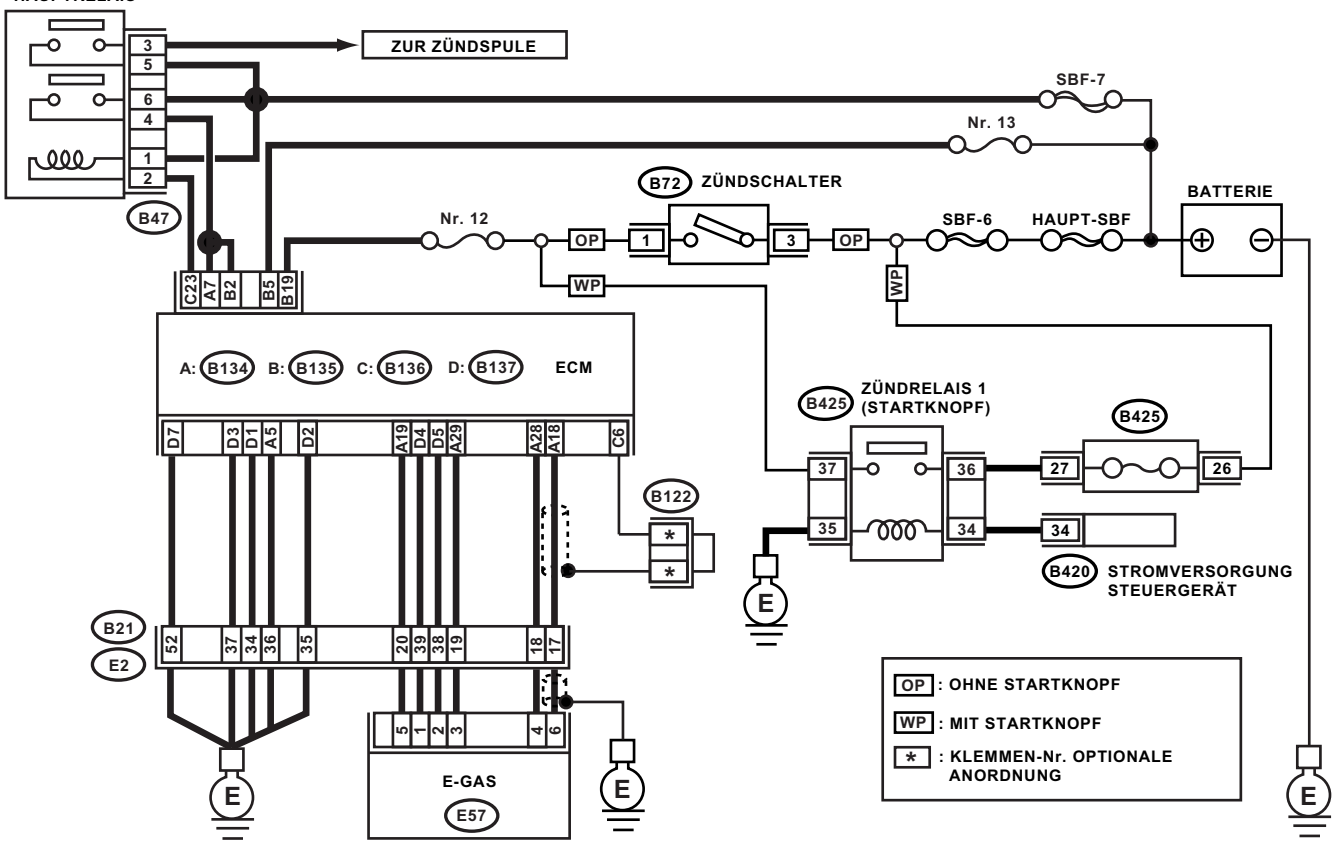 3
ZUR ZÜNDSPULE
5
SBF-7
6
Nr. 13
4
1
B72 ZÜNDSCHALTER
2
BATTERIE
B47
Nr. 12
SBF-6 HAUPT-SBF
OP 1 3 OP
+ −
WP
WP
C23 A7 B2 B5 B19
A: B134 B: B135 C: B136 D: B137 ECM
ZÜNDRELAIS 1
(STARTKNOPF)
B425
B425
D7 D3 D1 A5 D2 A19 D4 D5 A29 A28 A18 C6
37 36 27 26
B122
*
*
35 34 34
B420 STROMVERSORGUNG
STEUERGERÄT
E
B21
52 37 34 36 35 20 39 38 19 18 17
E2
OP : OHNE STARTKNOPF
WP : MIT STARTKNOPF
* : KLEMMEN-Nr. OPTIONALE
ANORDNUNG
5 1 2 3 4 6
E-GAS
E57
E
E
E